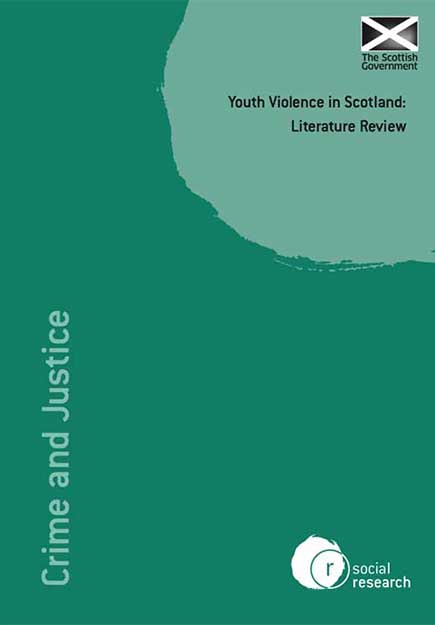 The Scottish
Government
Youth Violence in Scotland:
Literature Review
Crime and Justice
r
social
research